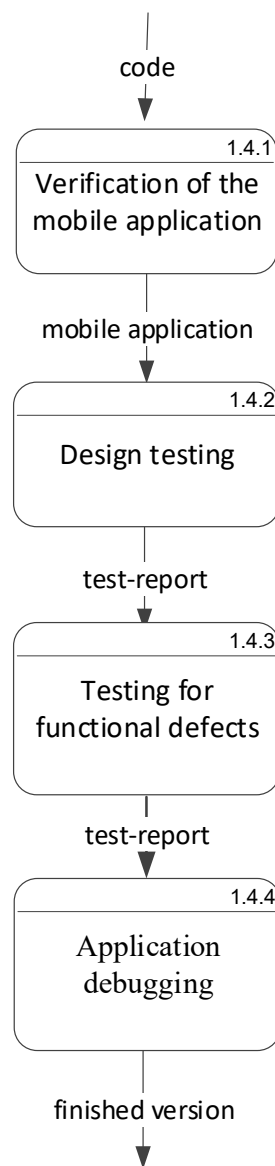 code
1.4.1
Verification of the
mobile application
mobile application
1.4.2
Design testing
test-report
1.4.3
Testing for
functional defects
test-report
1.4.4
Application
debugging
finished version